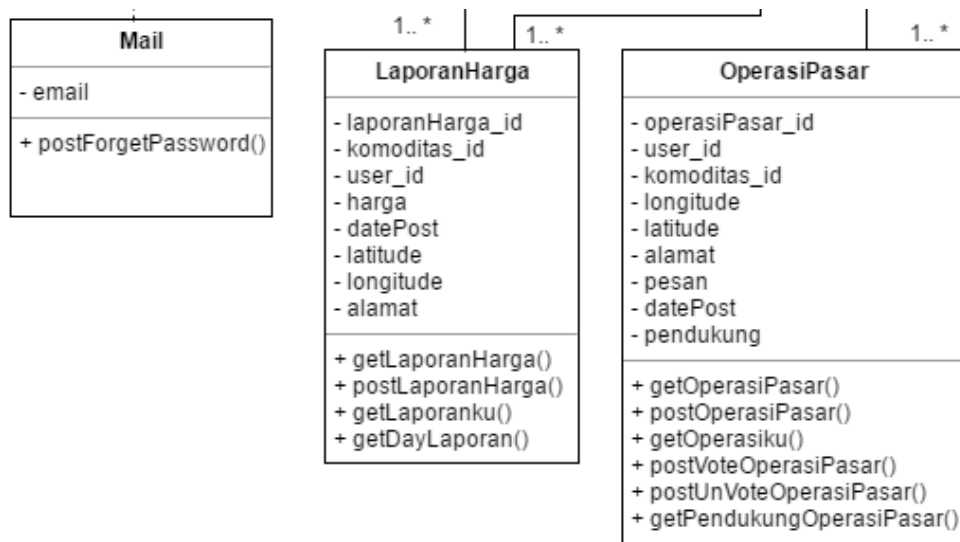 Mail
- email
+ postForgetPassword()
1.. *
1.. *
LaporanHarga
- laporanHarga_id
- komoditas_id
- user_id
- harga
- datePost
- latitude
- longitude
- alamat
+ getLaporanHarga()
+ postLaporanHarga()
+ getLaporanku()
+ getDayLaporan()
1.. *
OperasiPasar
- operasiPasar_id
- user_id
- komoditas_id
- longitude
- latitude
- alamat
- pesan
- datePost
- pendukung
+ getOperasiPasar()
+ postOperasiPasar()
+ getOperasiku()
+ postVoteOperasiPasar()
+ postUnVoteOperasiPasar()
+ getPendukungOperasiPasar()